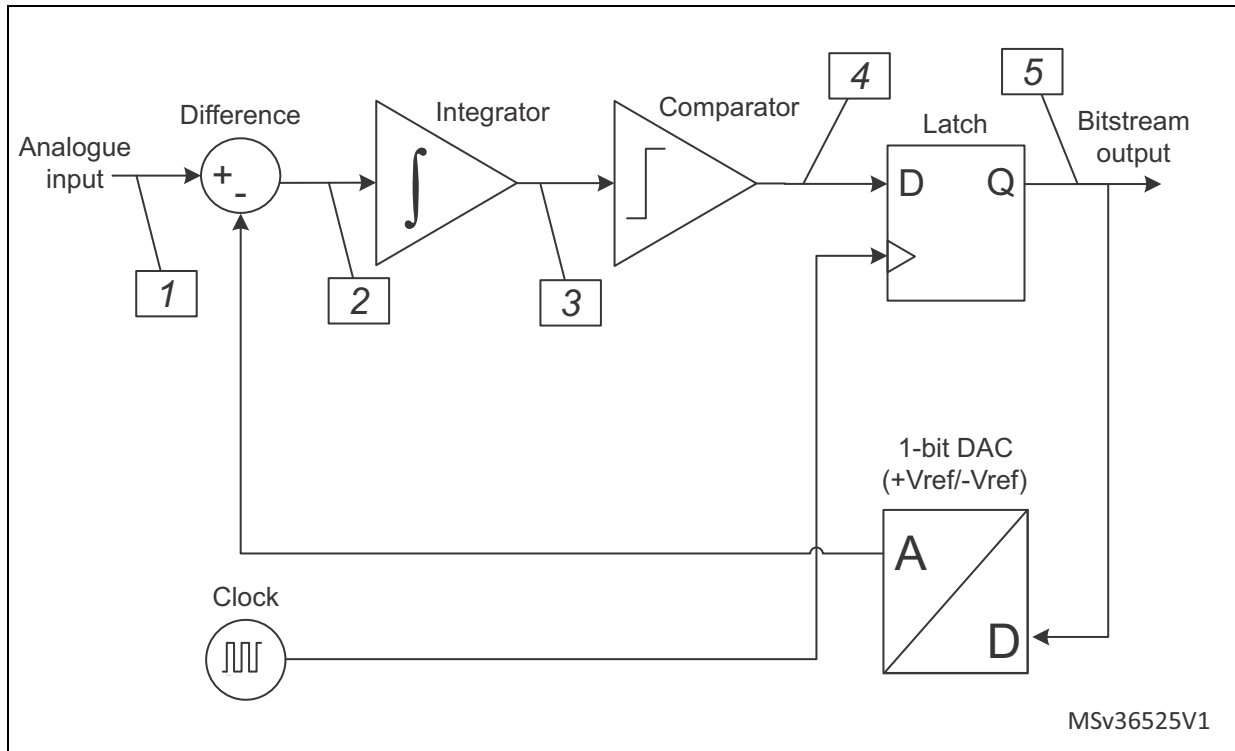 4
5
Difference
Integrator
Comparator
Latch
Bitstream
output
Analogue
input
+
-
∫
D
Q
1
2
3
1-bit DAC
(+Vref/-Vref)
A
D
Clock
MSv36525V1